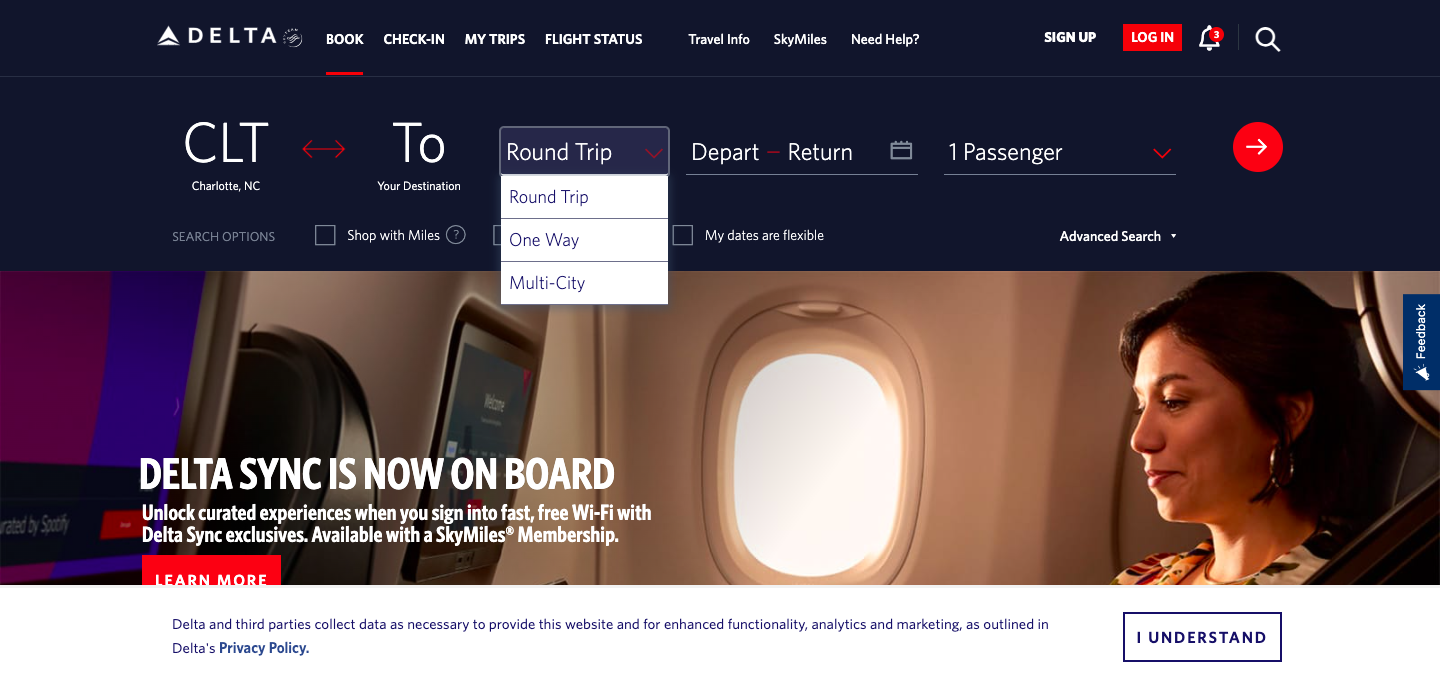 DELTA
BOOK
CHECK-IN
MY TRIPS
FLIGHT STATUS
Travel Info
SkyMiles
Need Help?
SIGN UP
LOG IN
3
CLT
Charlotte, NC
To
Your Destination
Round Trip
Depart — Return
1 Passenger
Round Trip
One Way
Multi-City
SEARCH OPTIONS
Shop with Miles ?
My dates are flexible
Advanced Search
Feedback
Welcome
DELTA SYNC IS NOW ON BOARD
Unlock curated experiences when you sign into fast, free Wi-Fi with
Delta Sync exclusives. Available with a SkyMiles® Membership.
urated by Spotify
LEARN MORE
Delta and third parties collect data as necessary to provide this website and for enhanced functionality, analytics and marketing, as outlined in
Delta's Privacy Policy.
I UNDERSTAND